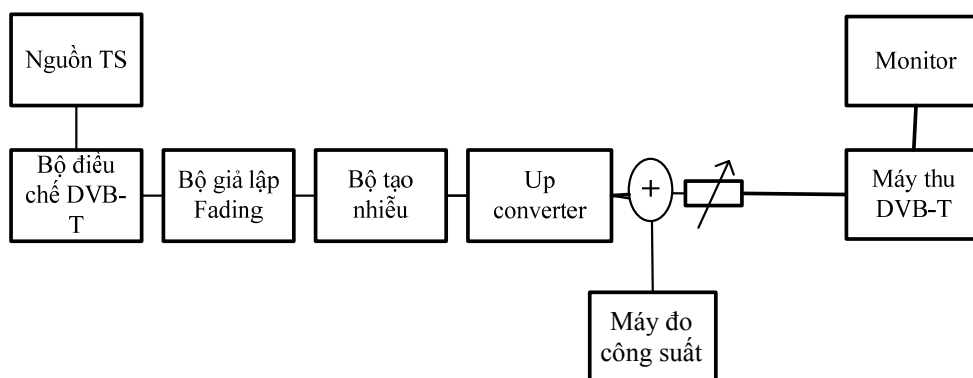 Nguồn TS
Monitor
Bộ điều
chế DVB-
T
Bộ giả lập
Fading
Bộ tạo
nhiễu
Up
converter
+
Máy thu
DVB-T
Máy đo
công suất